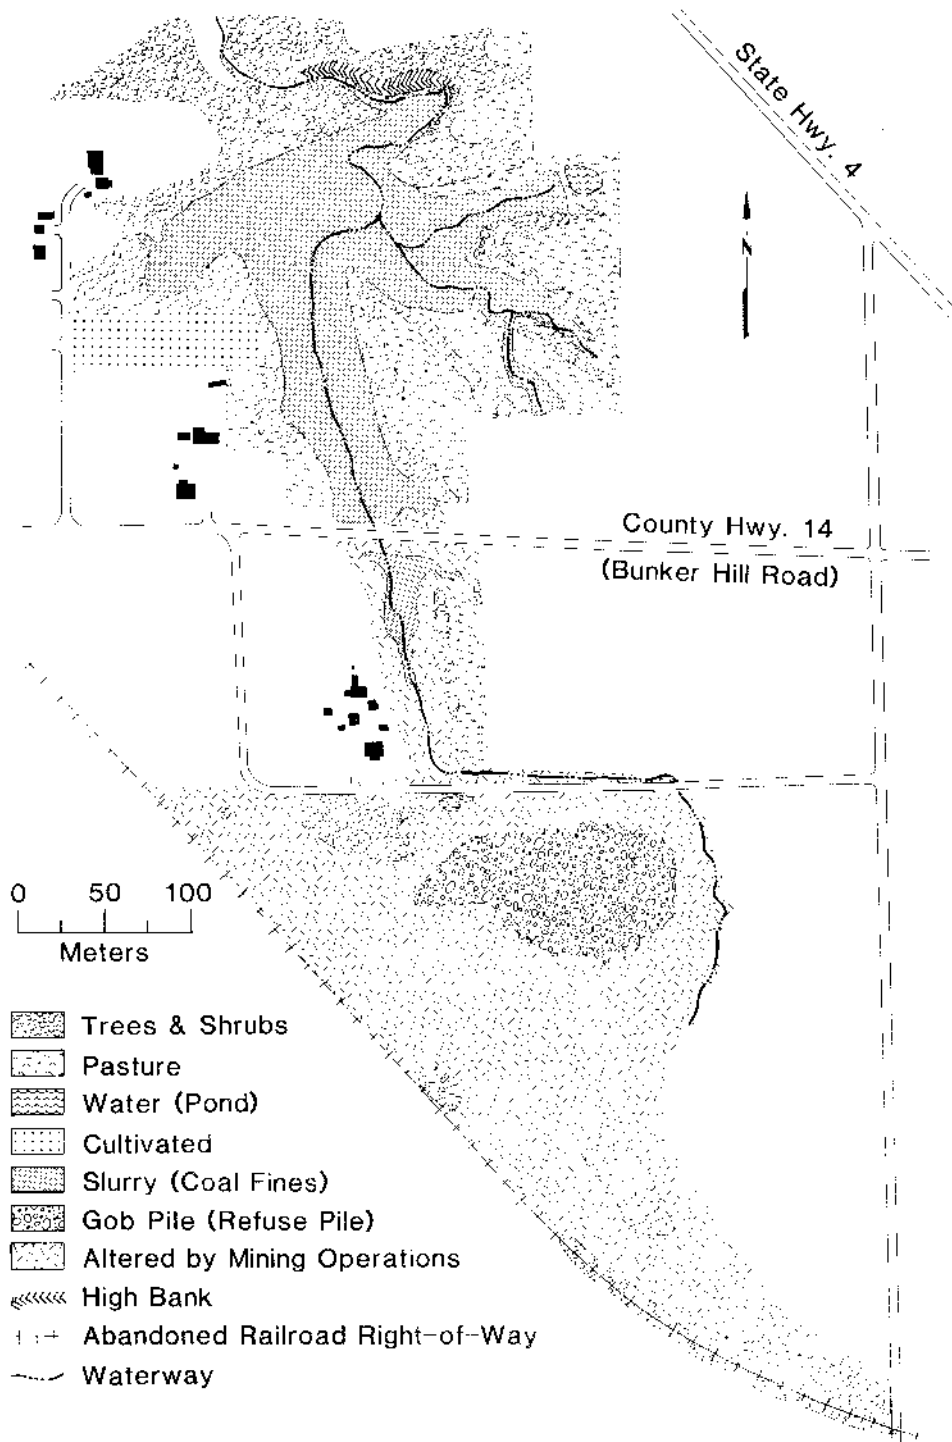 State Hwy. 4
N
County Hwy. 14
(Bunker Hill Road)
0 50 100
Meters
Trees & Shrubs
Pasture
Water (Pond)
Cultivated
Slurry (Coal Fines)
Gob Pile (Refuse Pile)
Altered by Mining Operations
High Bank
Abandoned Railroad Right-of-Way
Waterway